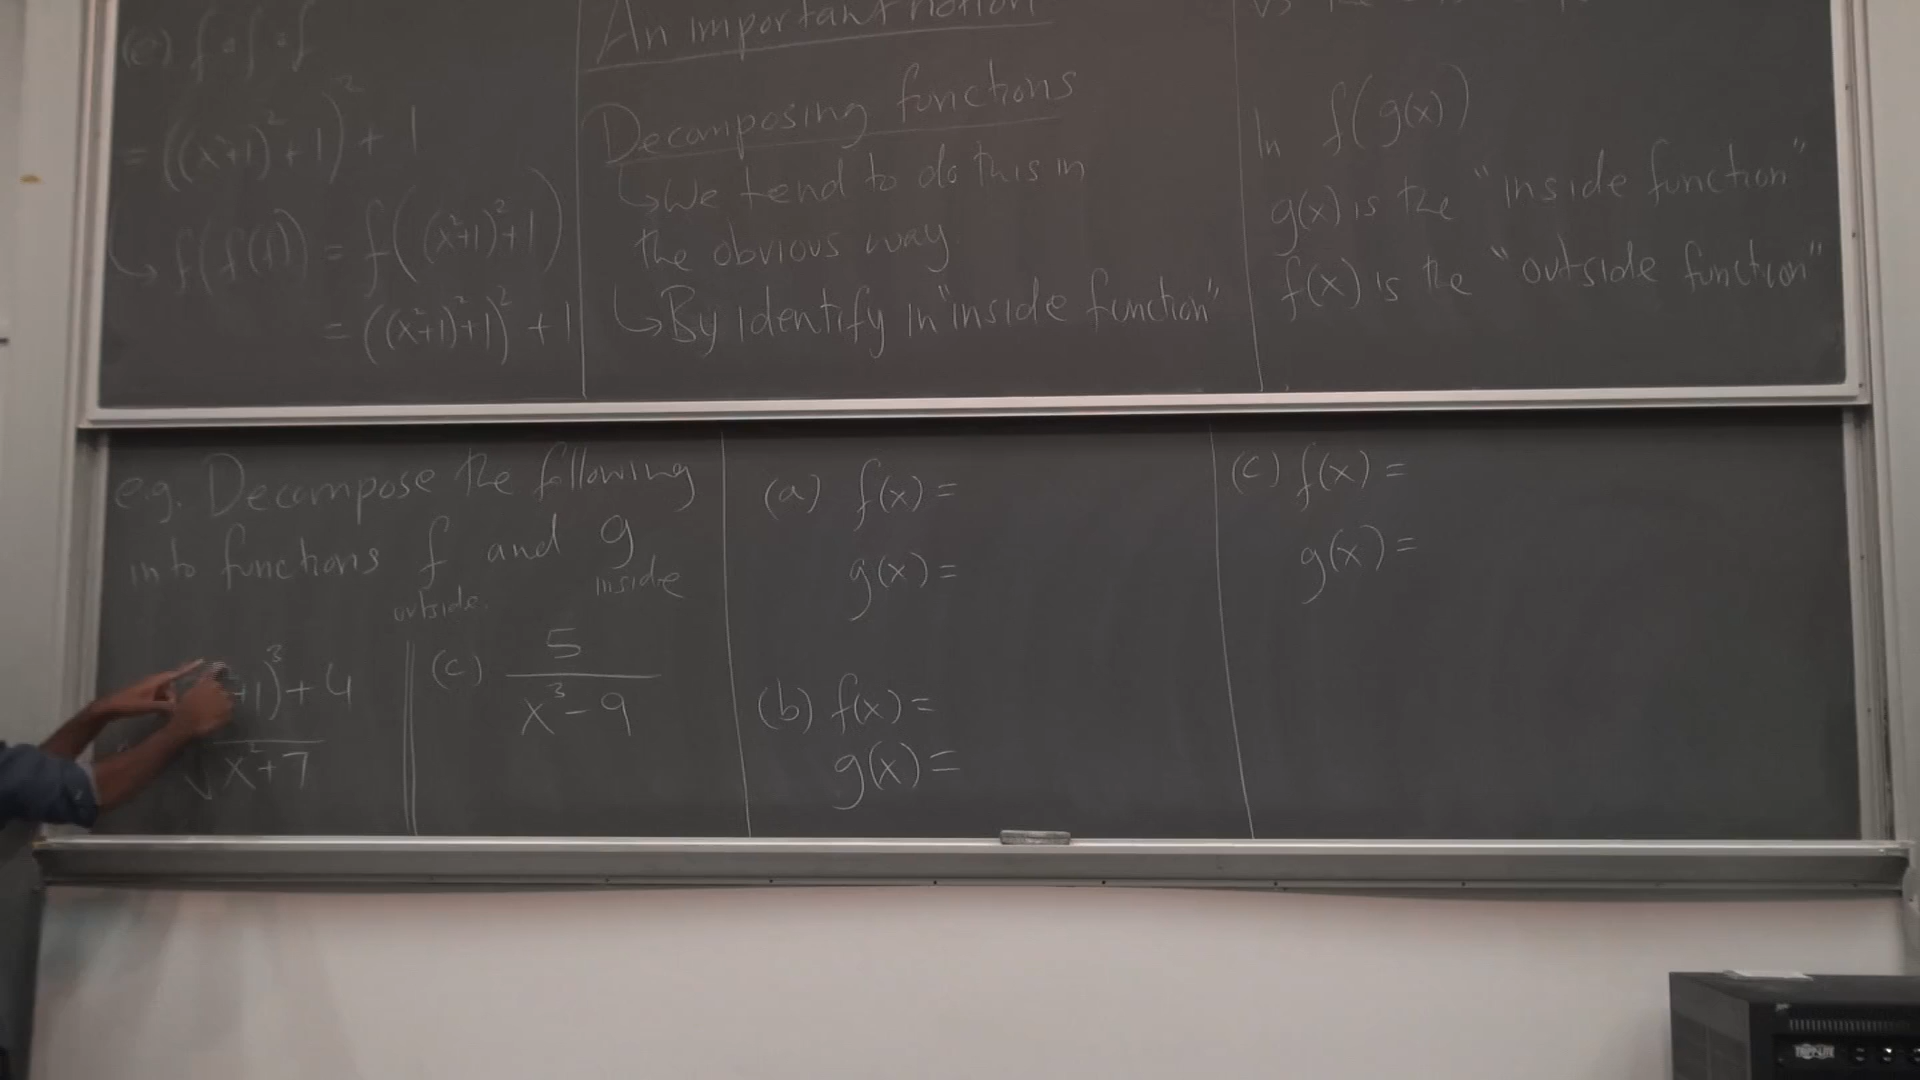 (e) f∘f∘f
= ((x²+1)²+1)² + 1
↳ f(f(f)) = f((x²+1)²+1)
= ((x²+1)²+1)² + 1
An important notion
Decomposing functions
↳ We tend to do this in
the obvious way
↳ By identify in "inside function"
In f(g(x))
g(x) is the "inside function"
f(x) is the "outside function"
e.g. Decompose the following
into functions f and g
outside inside
+1)³ + 4
√x²+7
(c) 5
x³-9
(a) f(x) =
g(x) =
(b) f(x) =
g(x) =
(c) f(x) =
g(x) =
TRIPP·LITE